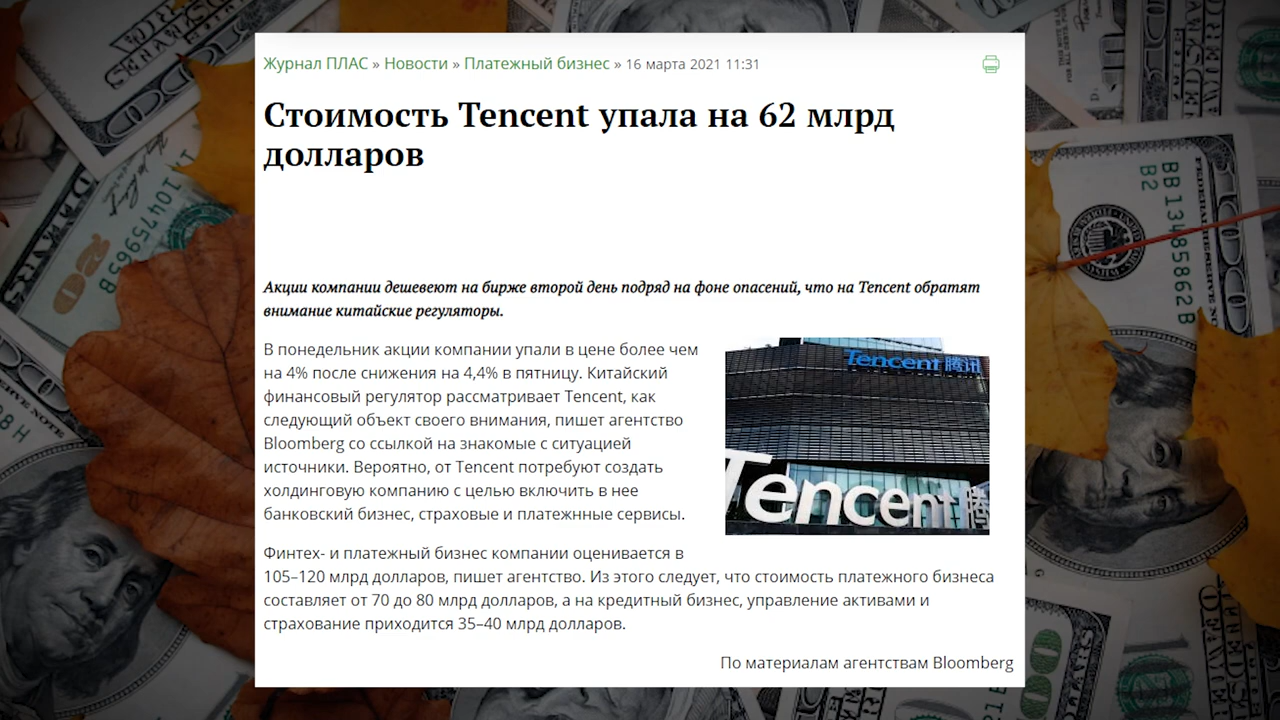 Журнал ПЛАС » Новости » Платежный бизнес » 16 марта 2021 11:31
Стоимость Tencent упала на 62 млрд
долларов
Акции компании дешевеют на бирже второй день подряд на фоне опасений, что на Tencent обратят
внимание китайские регуляторы.
В понедельник акции компании упали в цене более чем
на 4% после снижения на 4,4% в пятницу. Китайский
финансовый регулятор рассматривает Tencent, как
следующий объект своего внимания, пишет агентство
Bloomberg со ссылкой на знакомые с ситуацией
источники. Вероятно, от Tencent потребуют создать
холдинговую компанию с целью включить в нее
банковский бизнес, страховые и платежнные сервисы.
Tencent 腾讯
Tencent 腾
Финтех- и платежный бизнес компании оценивается в
105–120 млрд долларов, пишет агентство. Из этого следует, что стоимость платежного бизнеса
составляет от 70 до 80 млрд долларов, а на кредитный бизнес, управление активами и
страхование приходится 35–40 млрд долларов.
По материалам агентствам Bloomberg
BB 13485862 B
B2